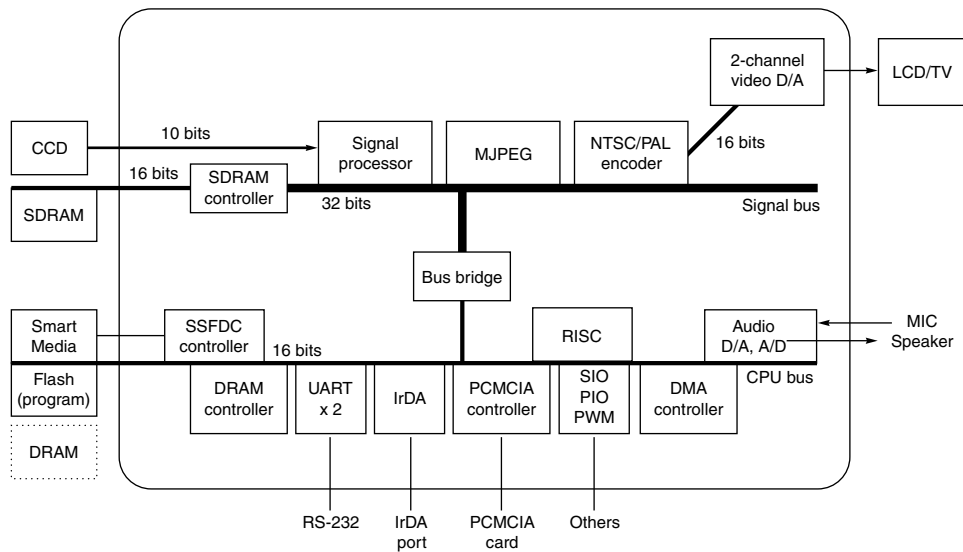 2-channel
video D/A
LCD/TV
CCD
10 bits
Signal
processor
MJPEG
NTSC/PAL
encoder
16 bits
16 bits
SDRAM
controller
32 bits
Signal bus
SDRAM
Bus bridge
Smart
Media
SSFDC
controller
16 bits
RISC
Audio
D/A, A/D
MIC
Speaker
CPU bus
Flash
(program)
DRAM
controller
UART
x 2
IrDA
PCMCIA
controller
SIO
PIO
PWM
DMA
controller
DRAM
RS-232
IrDA
port
PCMCIA
card
Others